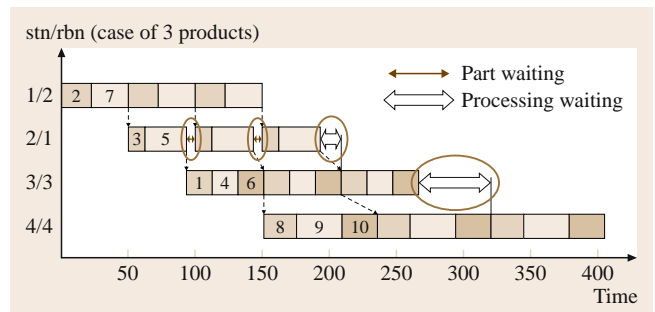 stn/rbn (case of 3 products)
Part waiting
Processing waiting
1/2
2 7
2/1
3 5
3/3
1 4 6
4/4
8 9 10
50 100 150 200 250 300 350 400
Time